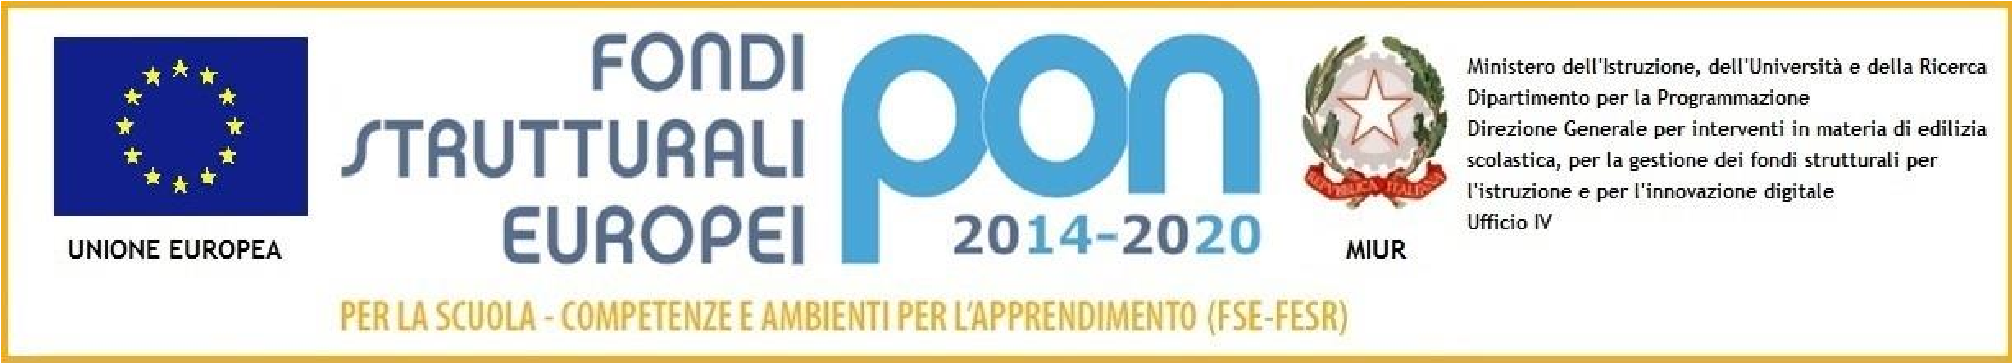 UNIONE EUROPEA
FONDI
STRUTTURALI
EUROPEI
pon
2014-2020
PER LA SCUOLA - COMPETENZE E AMBIENTI PER L'APPRENDIMENTO (FSE-FESR)
REPVBBLICA ITALIANA
MIUR
Ministero dell'Istruzione, dell'Università e della Ricerca
Dipartimento per la Programmazione
Direzione Generale per interventi in materia di edilizia
scolastica, per la gestione dei fondi strutturali per
l'istruzione e per l'innovazione digitale
Ufficio IV